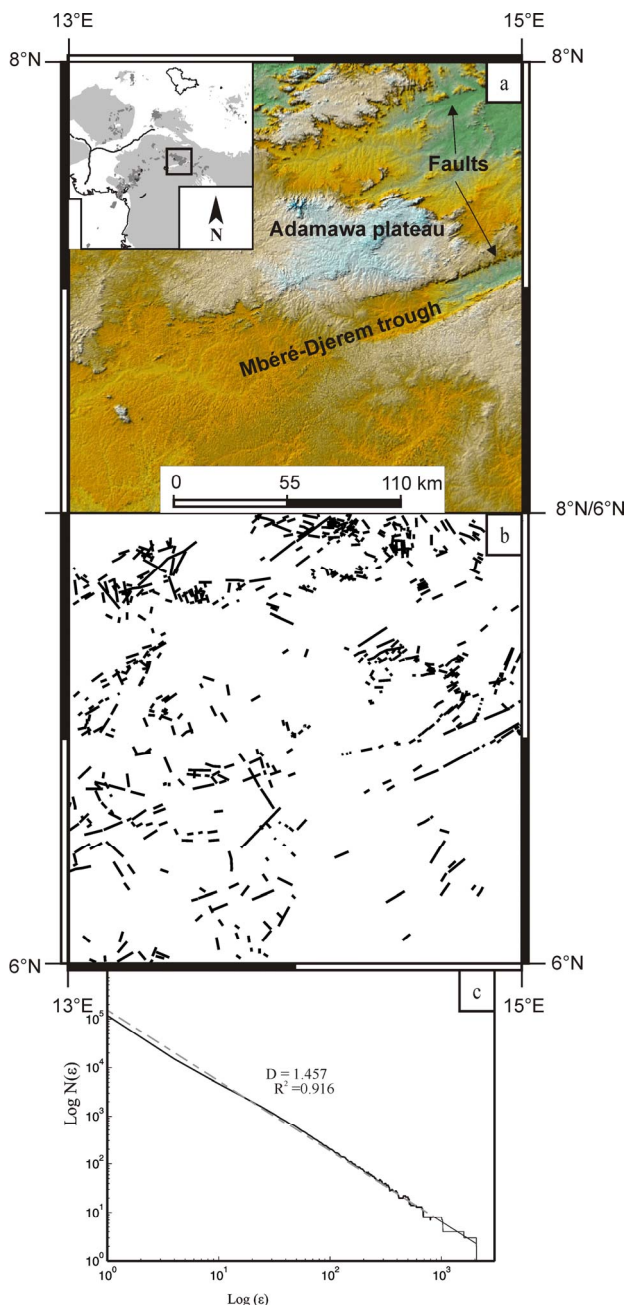 13°E 15°E
8°N 8°N
a
Faults
Adamawa plateau
N
Mbéré-Djerem trough
0 55 110 km
8°N/6°N
b
6°N 6°N
13°E 15°E
c
10⁵
D = 1.457
R² =0.916
10⁴
Log N(ε)
10³
10²
10¹
10⁰
10⁰ 10¹ 10² 10³
Log (ε)